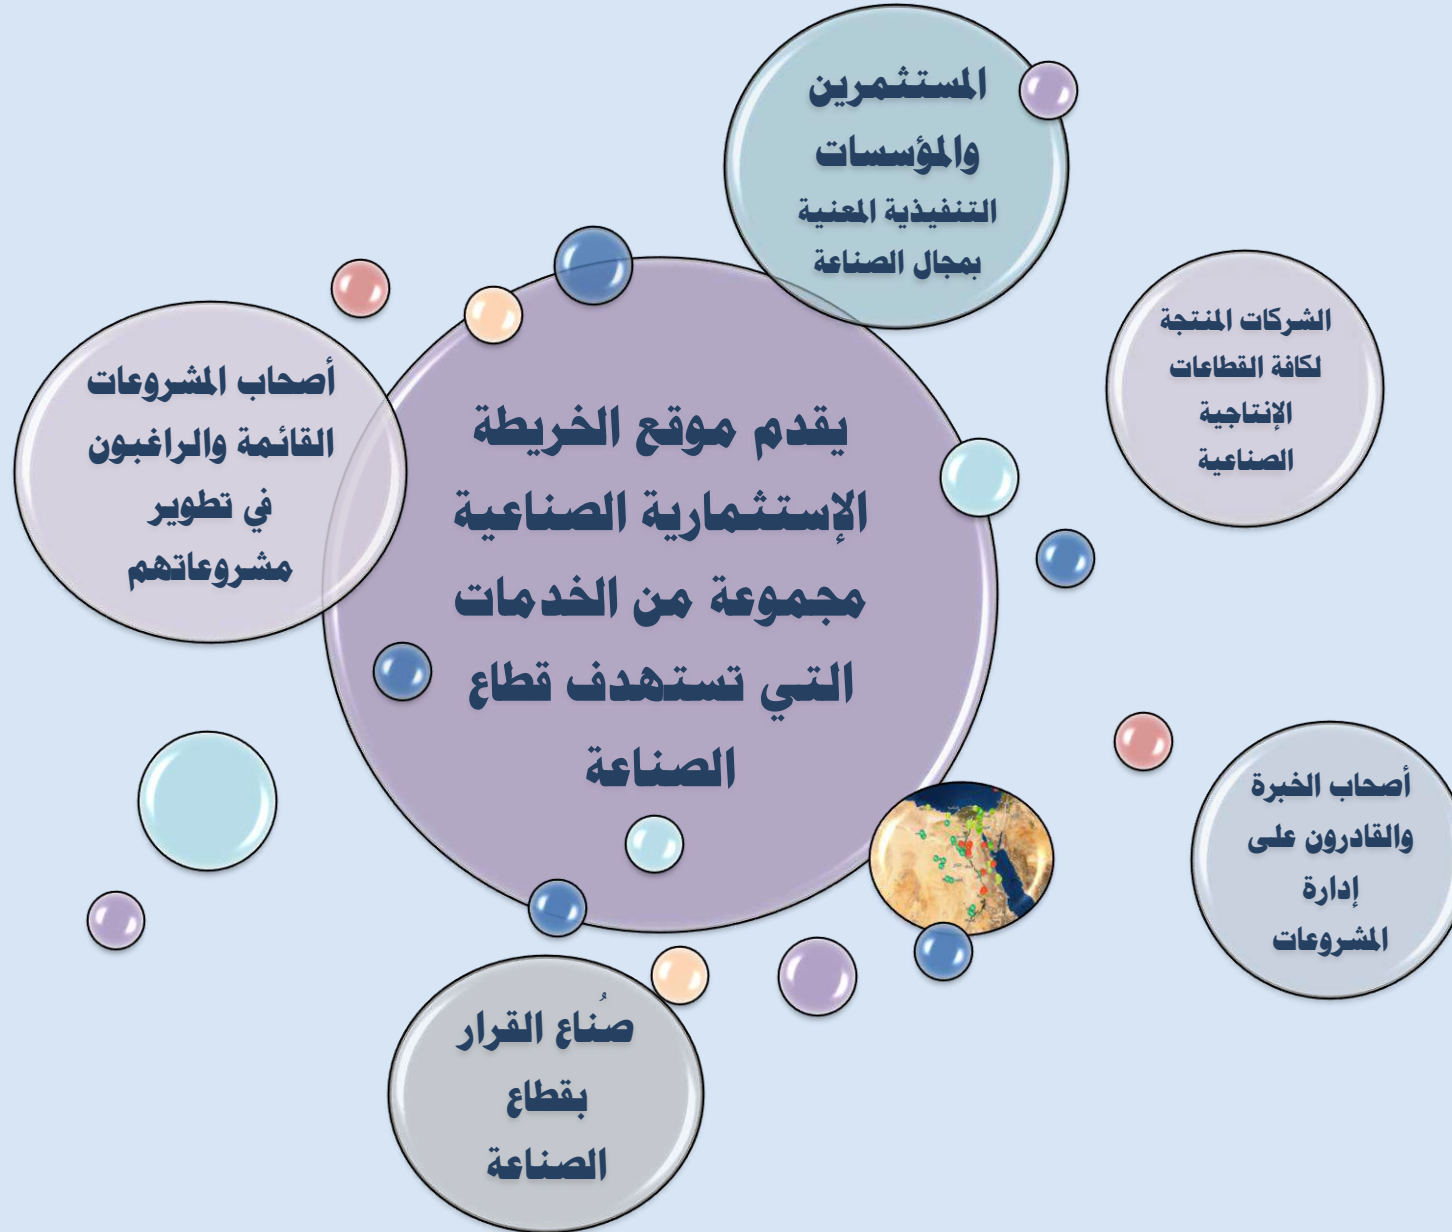 المستثمرين
والمؤسسات
التنفيذية المعنية
بمجال الصناعة
الشركات المنتجة
لكافة القطاعات
الإنتاجية
الصناعية
أصحاب المشروعات
القائمة والراغبون
في تطوير
مشروعاتهم
يقدم موقع الخريطة
الإستثمارية الصناعية
مجموعة من الخدمات
التي تستهدف قطاع
الصناعة
أصحاب الخبرة
والقادرون على
إدارة
المشروعات
صُناع القرار
بقطاع
الصناعة